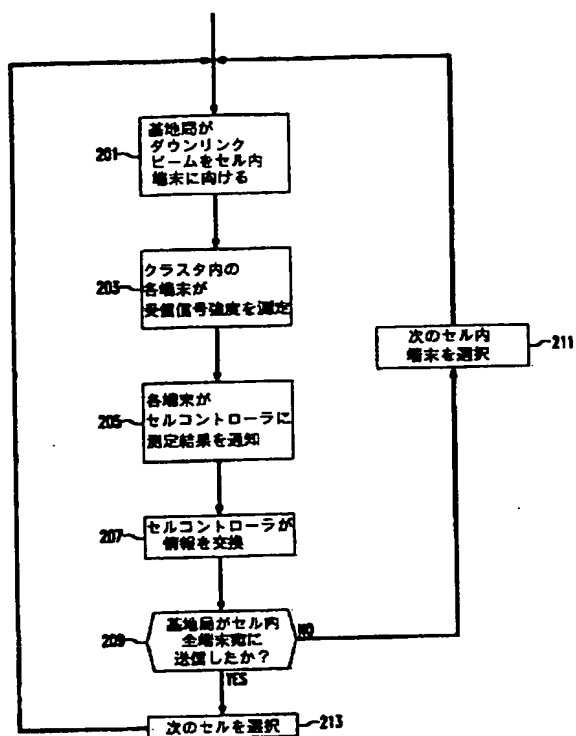 基地局が
ダウンリンク
ビームをセル内
端末に向ける
201
クラスタ内の
各端末が
受信信号強度を測定
203
各端末が
セルコントローラに
測定結果を通知
205
セルコントローラが
情報を交換
207
基地局がセル内
全端末宛に
送信したか？
209
NO
YES
次のセル内
端末を選択
211
次のセルを選択
213